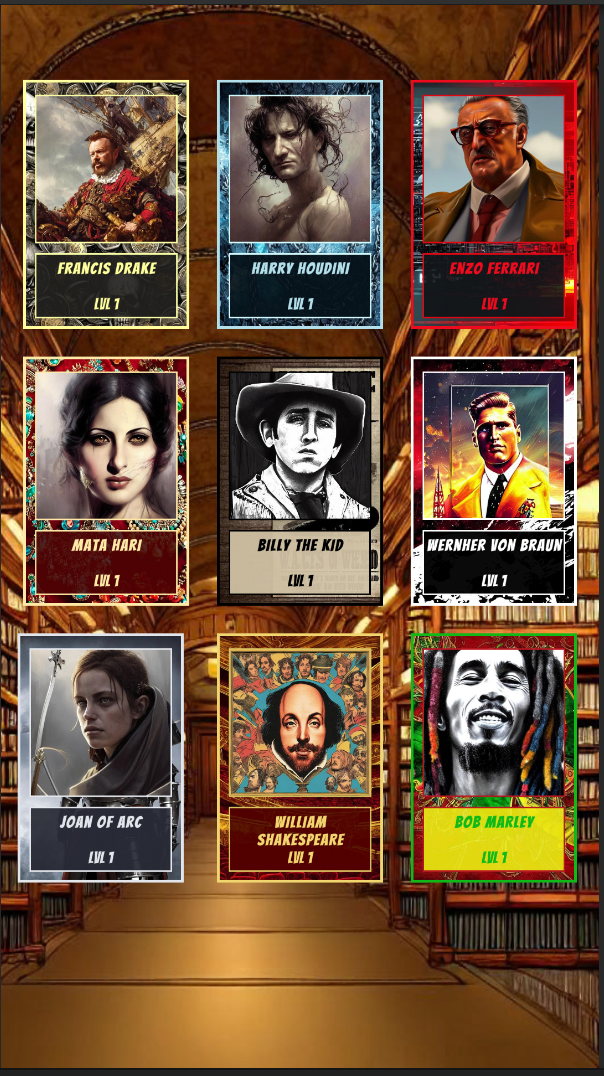 FRANCIS DRAKE
LVL 1
HARRY HOUDINI
LVL 1
ENZO FERRARI
LVL 1
MATA HARI
LVL 1
BILLY THE KID
LVL 1
WERNHER VON BRAUN
LVL 1
JOAN OF ARC
LVL 1
WILLIAM
SHAKESPEARE
LVL 1
BOB MARLEY
LVL 1